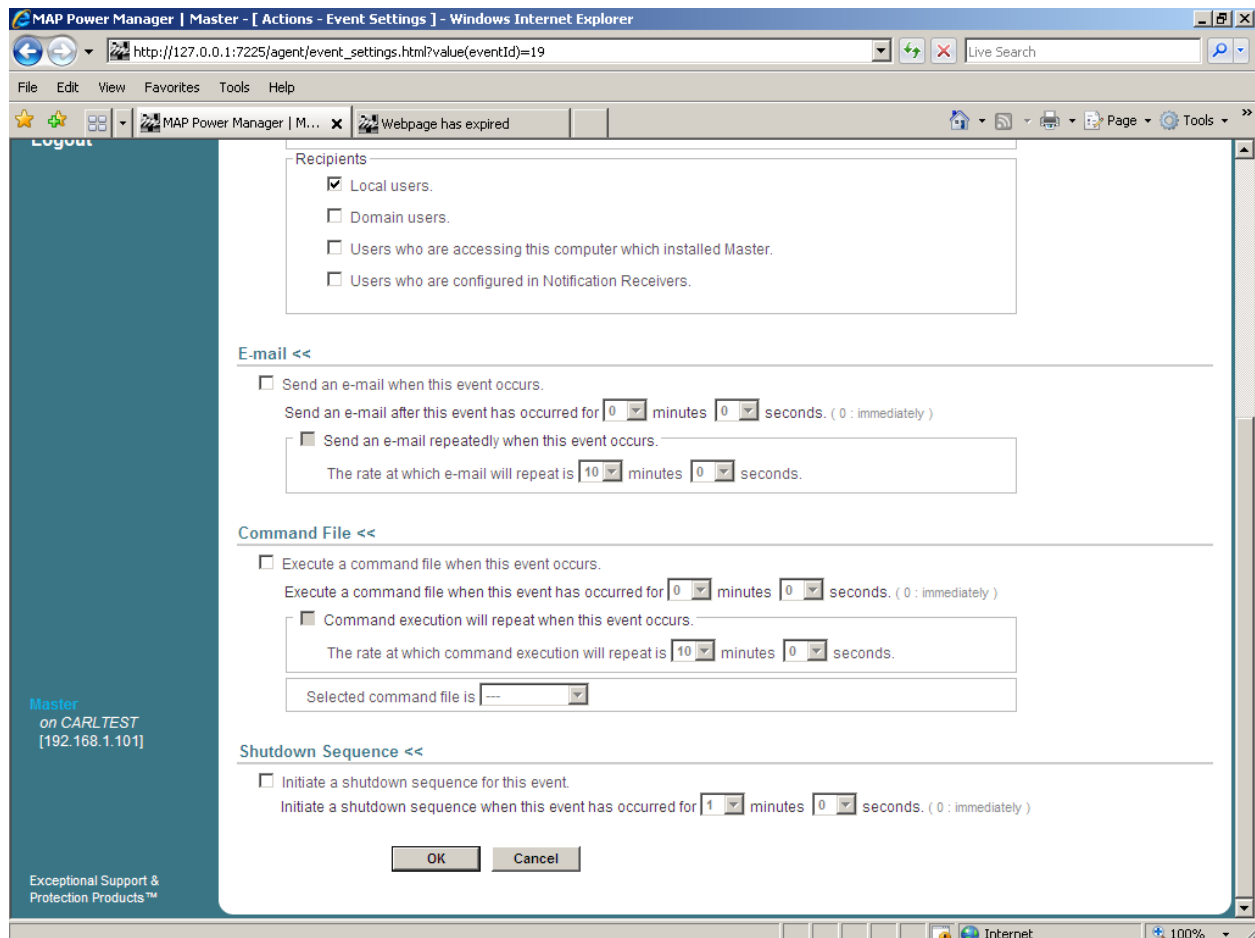 MAP Power Manager | Master - [ Actions - Event Settings ] - Windows Internet Explorer
http://127.0.0.1:7225/agent/event_settings.html?value(eventId)=19
Live Search
File Edit View Favorites Tools Help
MAP Power Manager | M... Webpage has expired
Page Tools
Logout
Recipients
Local users.
Domain users.
Users who are accessing this computer which installed Master.
Users who are configured in Notification Receivers.
E-mail <<
Send an e-mail when this event occurs.
Send an e-mail after this event has occurred for 0 minutes 0 seconds. ( 0 : immediately )
Send an e-mail repeatedly when this event occurs.
The rate at which e-mail will repeat is 10 minutes 0 seconds.
Command File <<
Execute a command file when this event occurs.
Execute a command file when this event has occurred for 0 minutes 0 seconds. ( 0 : immediately )
Command execution will repeat when this event occurs.
The rate at which command execution will repeat is 10 minutes 0 seconds.
Selected command file is ---
Master
on CARLTEST
[192.168.1.101]
Shutdown Sequence <<
Initiate a shutdown sequence for this event.
Initiate a shutdown sequence when this event has occurred for 1 minutes 0 seconds. ( 0 : immediately )
OK Cancel
Exceptional Support &
Protection Products™
Internet 100%